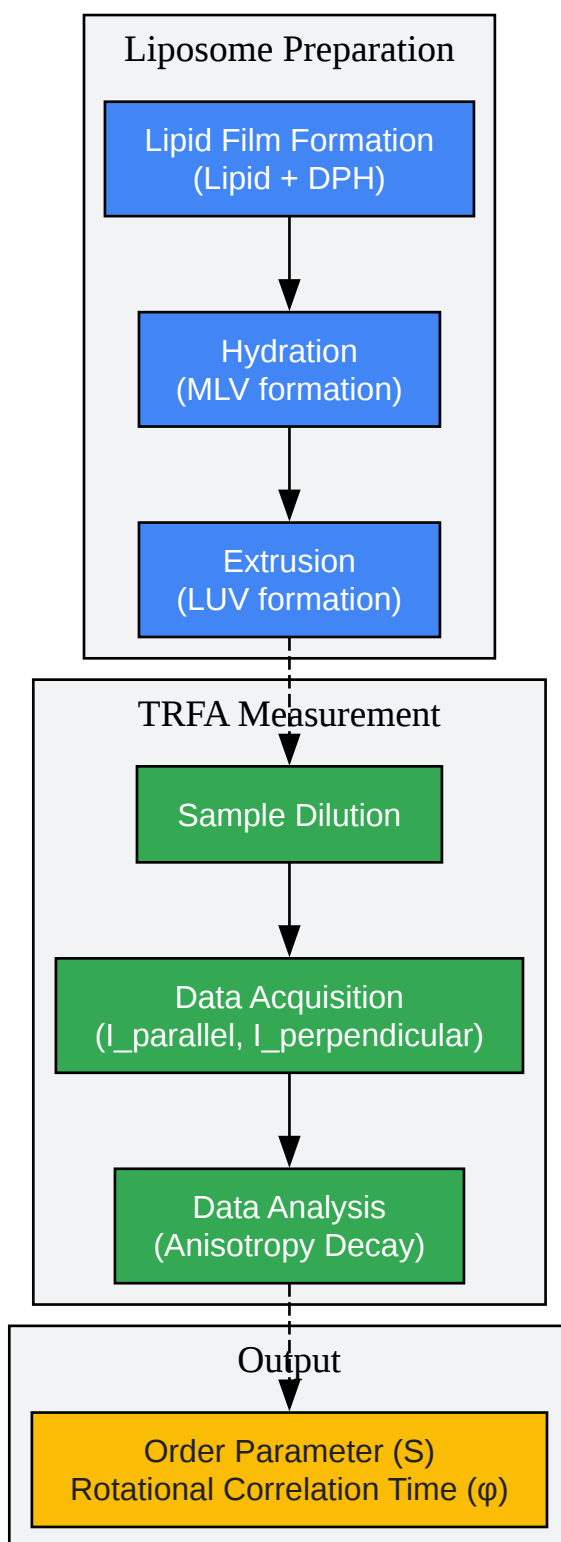 Liposome Preparation
Lipid Film Formation
(Lipid + DPH)
Hydration
(MLV formation)
Extrusion
(LUV formation)
TRFA Measurement
Sample Dilution
Data Acquisition
(I_parallel, I_perpendicular)
Data Analysis
(Anisotropy Decay)
Output
Order Parameter (S)
Rotational Correlation Time (φ)